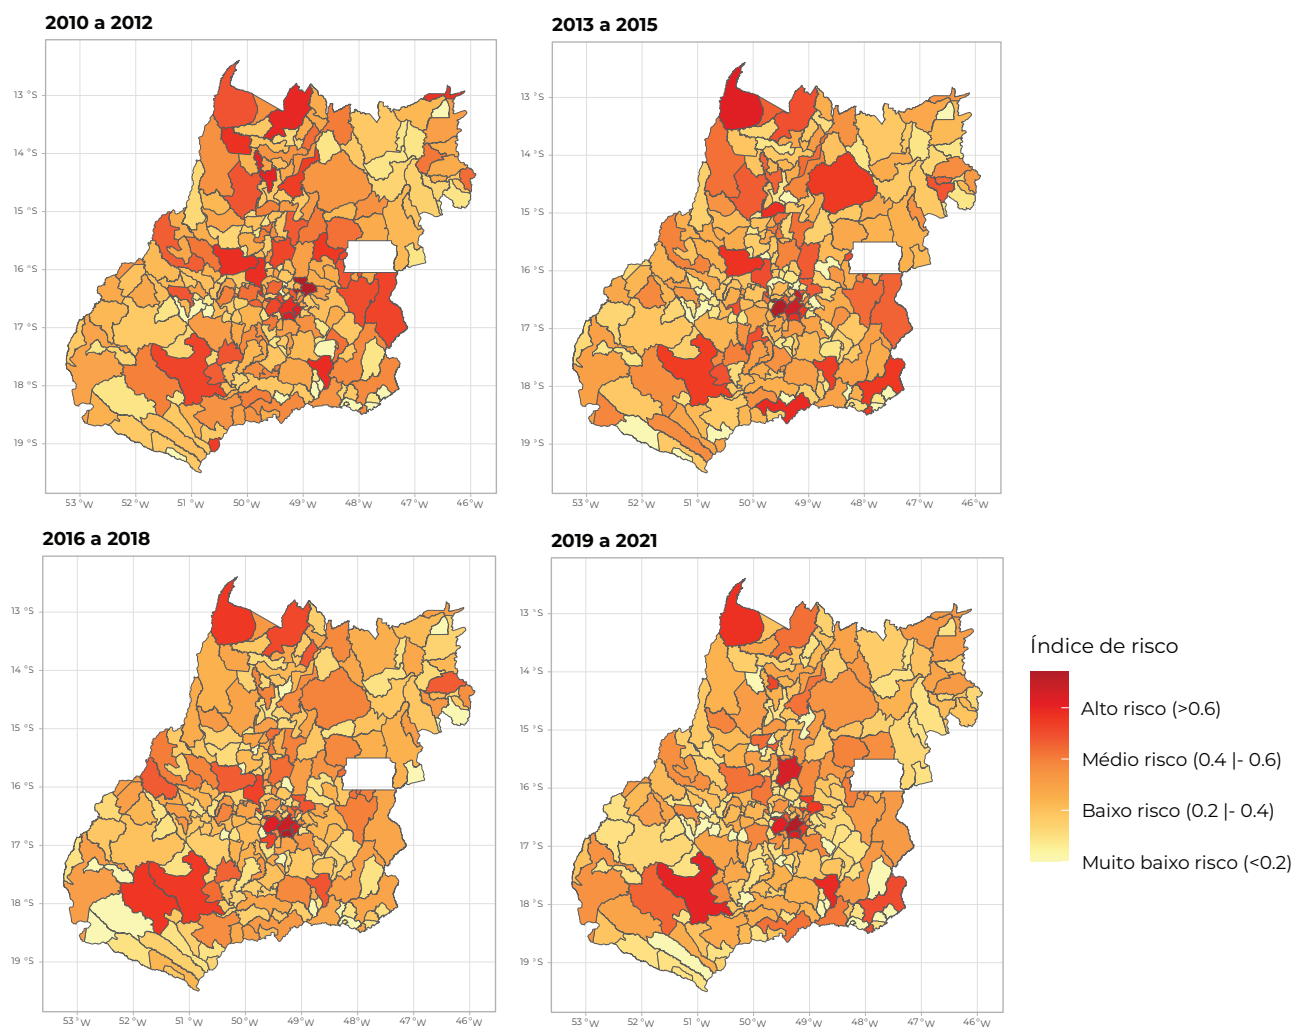 2010 a 2012
13 °S
14 °S
15 °S
16 °S
17 °S
18 °S
19 °S
53 °W 52 °W 51 °W 50 °W 49 °W 48 °W 47 °W 46 °W
2013 a 2015
13 °S
14 °S
15 °S
16 °S
17 °S
18 °S
19 °S
53 °W 52 °W 51 °W 50 °W 49 °W 48 °W 47 °W 46 °W
2016 a 2018
13 °S
14 °S
15 °S
16 °S
17 °S
18 °S
19 °S
53 °W 52 °W 51 °W 50 °W 49 °W 48 °W 47 °W 46 °W
2019 a 2021
13 °S
14 °S
15 °S
16 °S
17 °S
18 °S
19 °S
53 °W 52 °W 51 °W 50 °W 49 °W 48 °W 47 °W 46 °W
Índice de risco
Alto risco (>0.6)
Médio risco (0.4 |- 0.6)
Baixo risco (0.2 |- 0.4)
Muito baixo risco (<0.2)